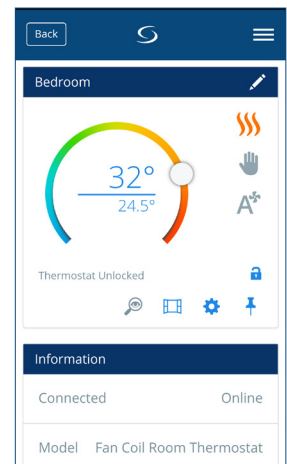 Back
Bedroom
32°
24.5°
A
Thermostat Unlocked
Information
Connected Online
Model Fan Coil Room Thermostat